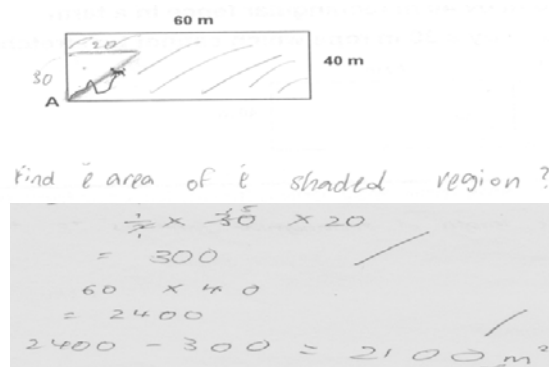 60 m
20
40 m
30
A
Find ë area of ë shaded region?
1/2 × 30 15 × 20
= 300
60 × 40
= 2400
2400 - 300 = 2100 m²